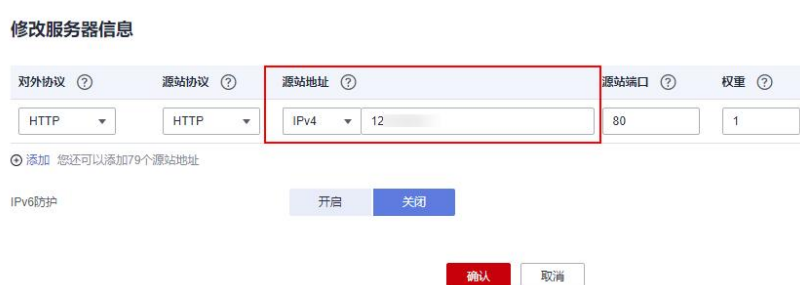 修改服务器信息
对外协议 ? 源站协议 ? 源站地址 ? 源站端口 ? 权重 ?
HTTP HTTP IPv4 12 80 1
添加 您还可以添加79个源站地址
IPv6防护 开启 关闭
确认 取消